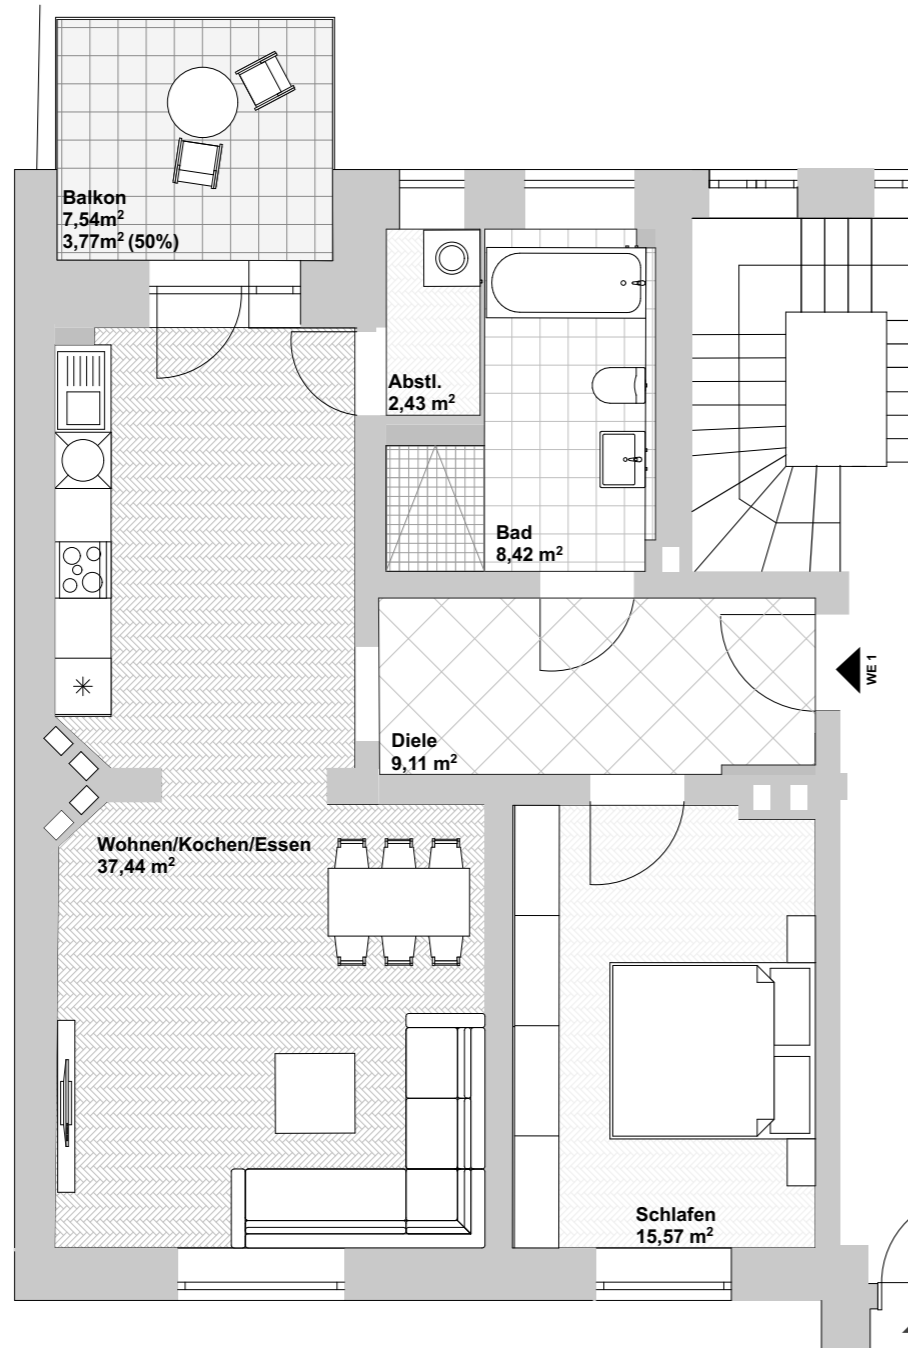 Balkon
7,54m²
3,77m² (50%)
Abstl.
2,43 m²
Bad
8,42 m²
WE 1
Diele
9,11 m²
Wohnen/Kochen/Essen
37,44 m²
Schlafen
15,57 m²